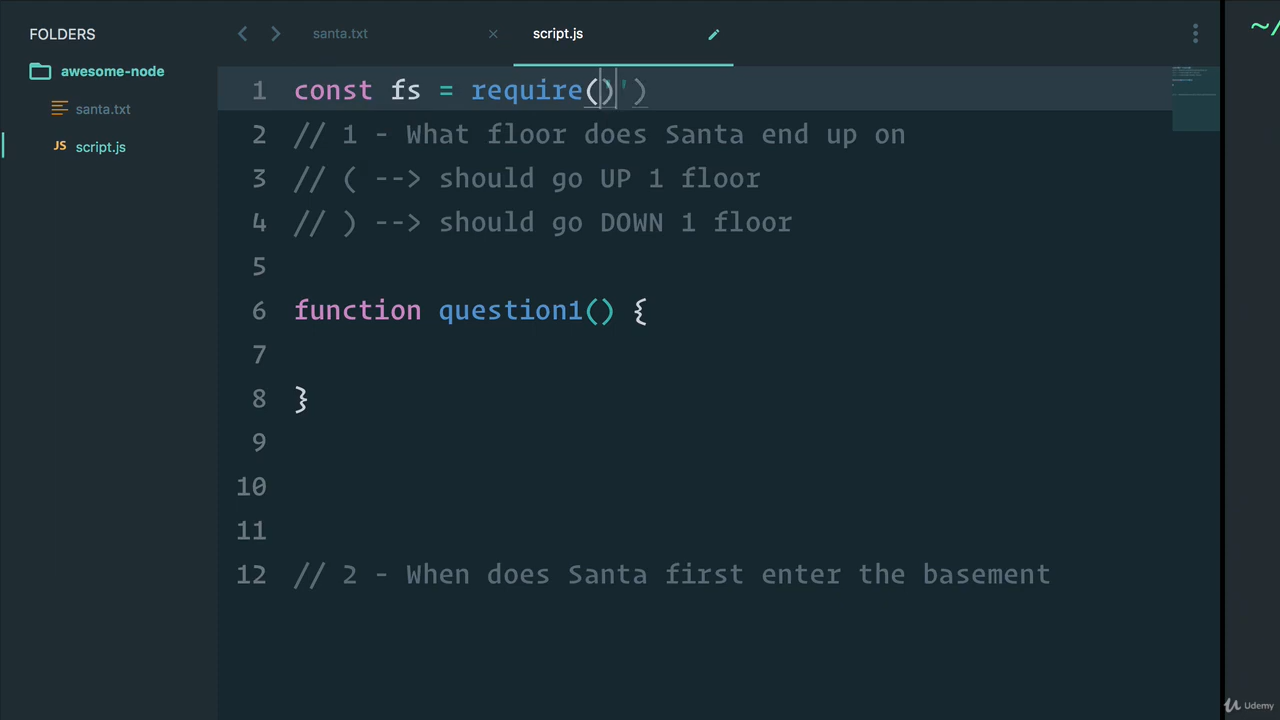 FOLDERS
awesome-node
santa.txt
JS script.js
santa.txt × script.js
~/
1 const fs = require('')
2 // 1 - What floor does Santa end up on
3 // ( --> should go UP 1 floor
4 // ) --> should go DOWN 1 floor
5
6 function question1() {
7
8 }
9
10
11
12 // 2 - When does Santa first enter the basement
Udemy